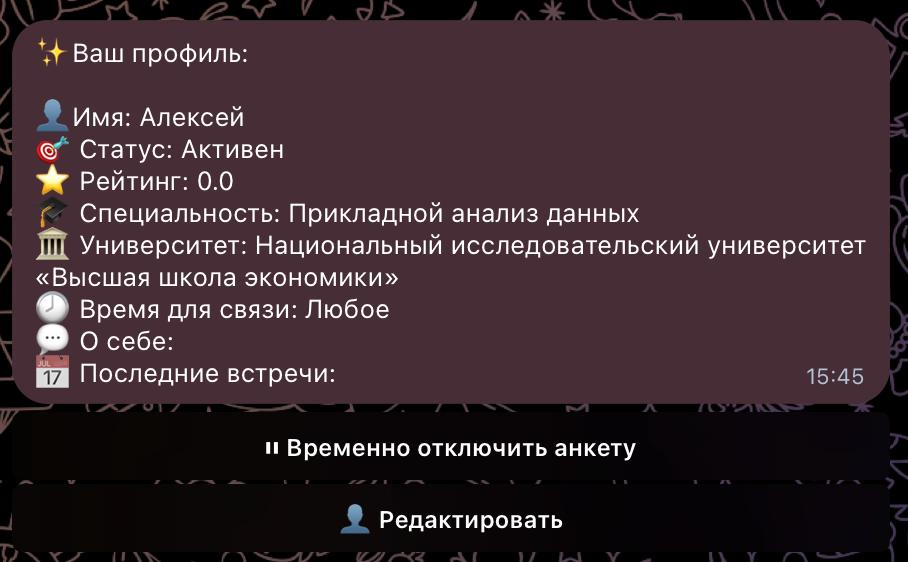 ✨Ваш профиль:
👤Имя: Алексей
🎯 Статус: Активен
⭐ Рейтинг: 0.0
🎓 Специальность: Прикладной анализ данных
🏛 Университет: Национальный исследовательский университет
«Высшая школа экономики»
🕗 Время для связи: Любое
💬 О себе:
📅 Последние встречи:
15:45
⏸ Временно отключить анкету
👤 Редактировать